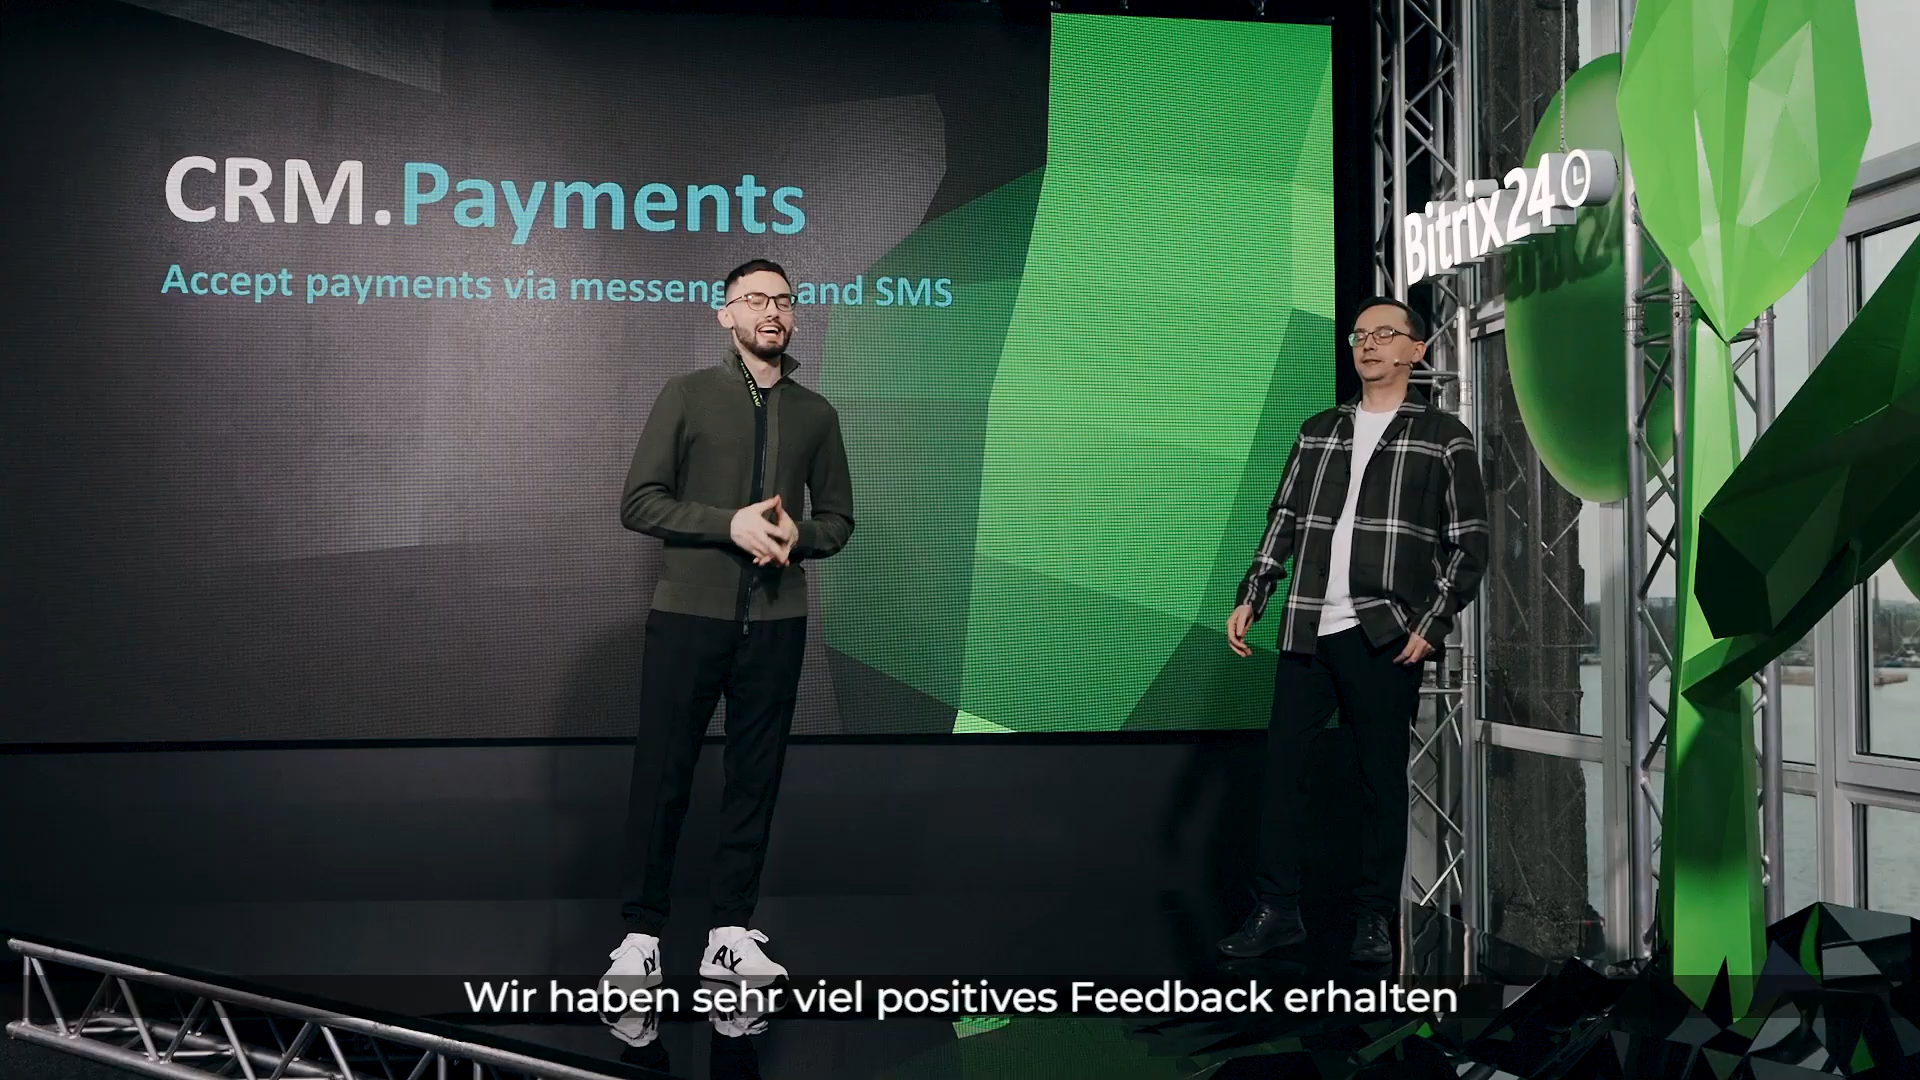 CRM.Payments
Accept payments via messeng and SMS
Bitrix24
Wir haben sehr viel positives Feedback erhalten